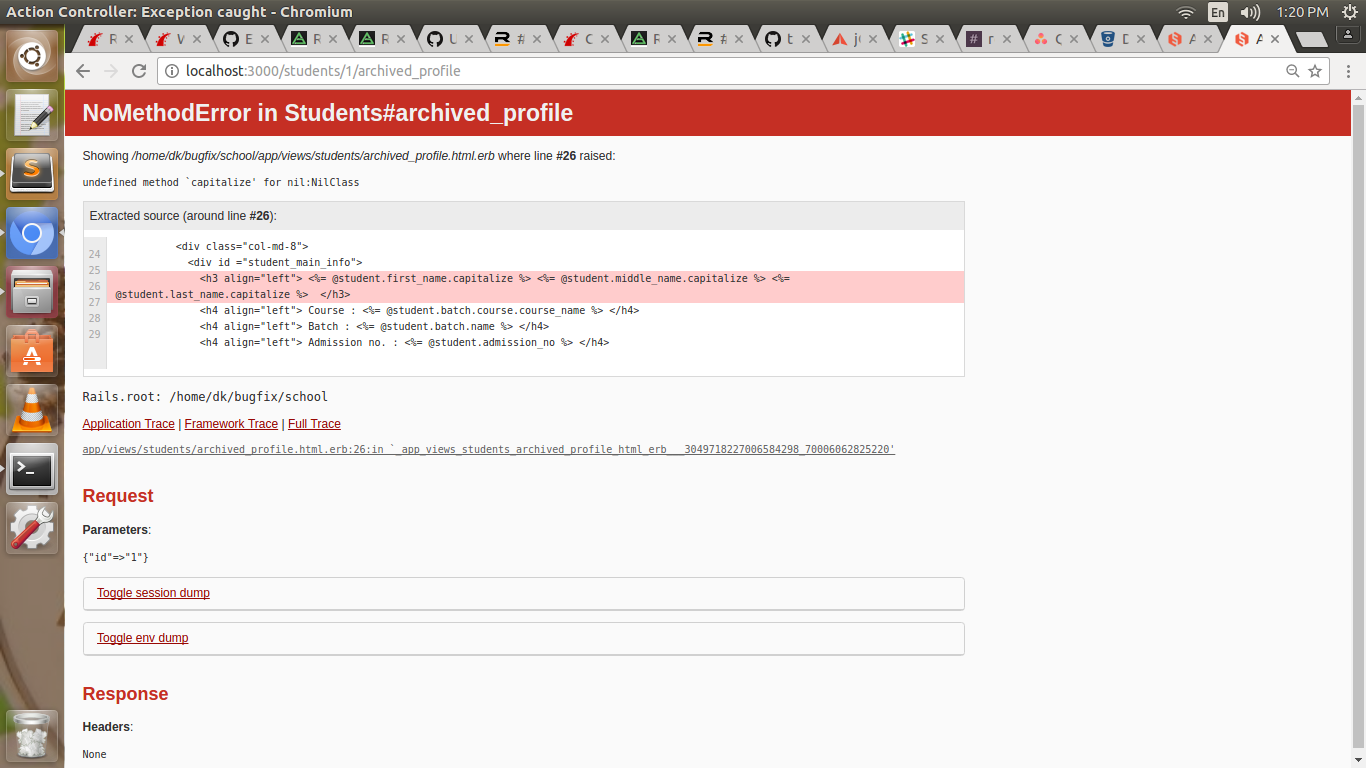 Action Controller: Exception caught - Chromium
En
1:20 PM
localhost:3000/students/1/archived_profile
NoMethodError in Students#archived_profile
Showing /home/dk/bugfix/school/app/views/students/archived_profile.html.erb where line #26 raised:
undefined method `capitalize' for nil:NilClass
Extracted source (around line #26):
24 <div class="col-md-8">
25 <div id ="student_main_info">
26 <h3 align="left"> <%= @student.first_name.capitalize %> <%= @student.middle_name.capitalize %> <%=
27 @student.last_name.capitalize %>  </h3>
28 <h4 align="left"> Course : <%= @student.batch.course.course_name %> </h4>
29 <h4 align="left"> Batch : <%= @student.batch.name %> </h4>
<h4 align="left"> Admission no. : <%= @student.admission_no %> </h4>
Rails.root: /home/dk/bugfix/school
Application Trace | Framework Trace | Full Trace
app/views/students/archived_profile.html.erb:26:in `_app_views_students_archived_profile_html_erb___3049718227006584298_70006062825220'
Request
Parameters:
{"id"=>"1"}
Toggle session dump
Toggle env dump
Response
Headers:
None